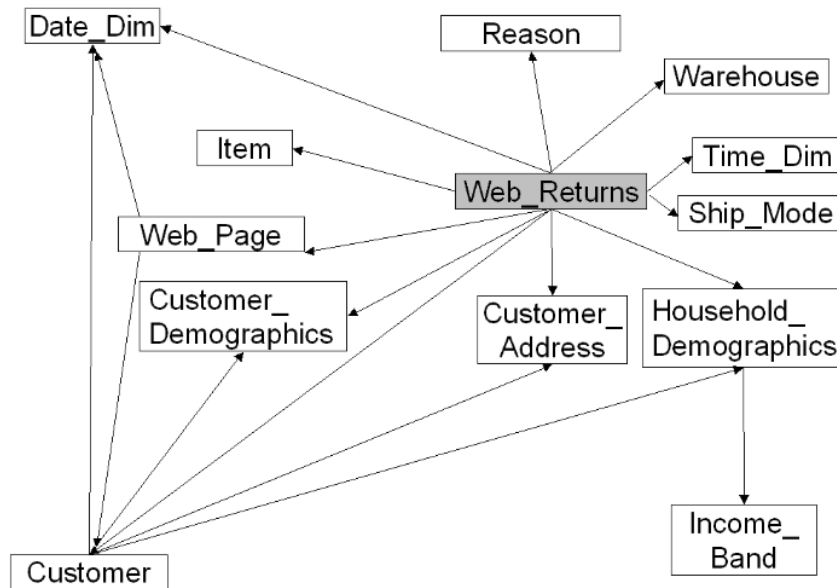 Date_Dim
Reason
Warehouse
Item
Time_Dim
Web_Returns
Ship_Mode
Web_Page
Customer_
Demographics
Customer_
Address
Household_
Demographics
Income_
Band
Customer